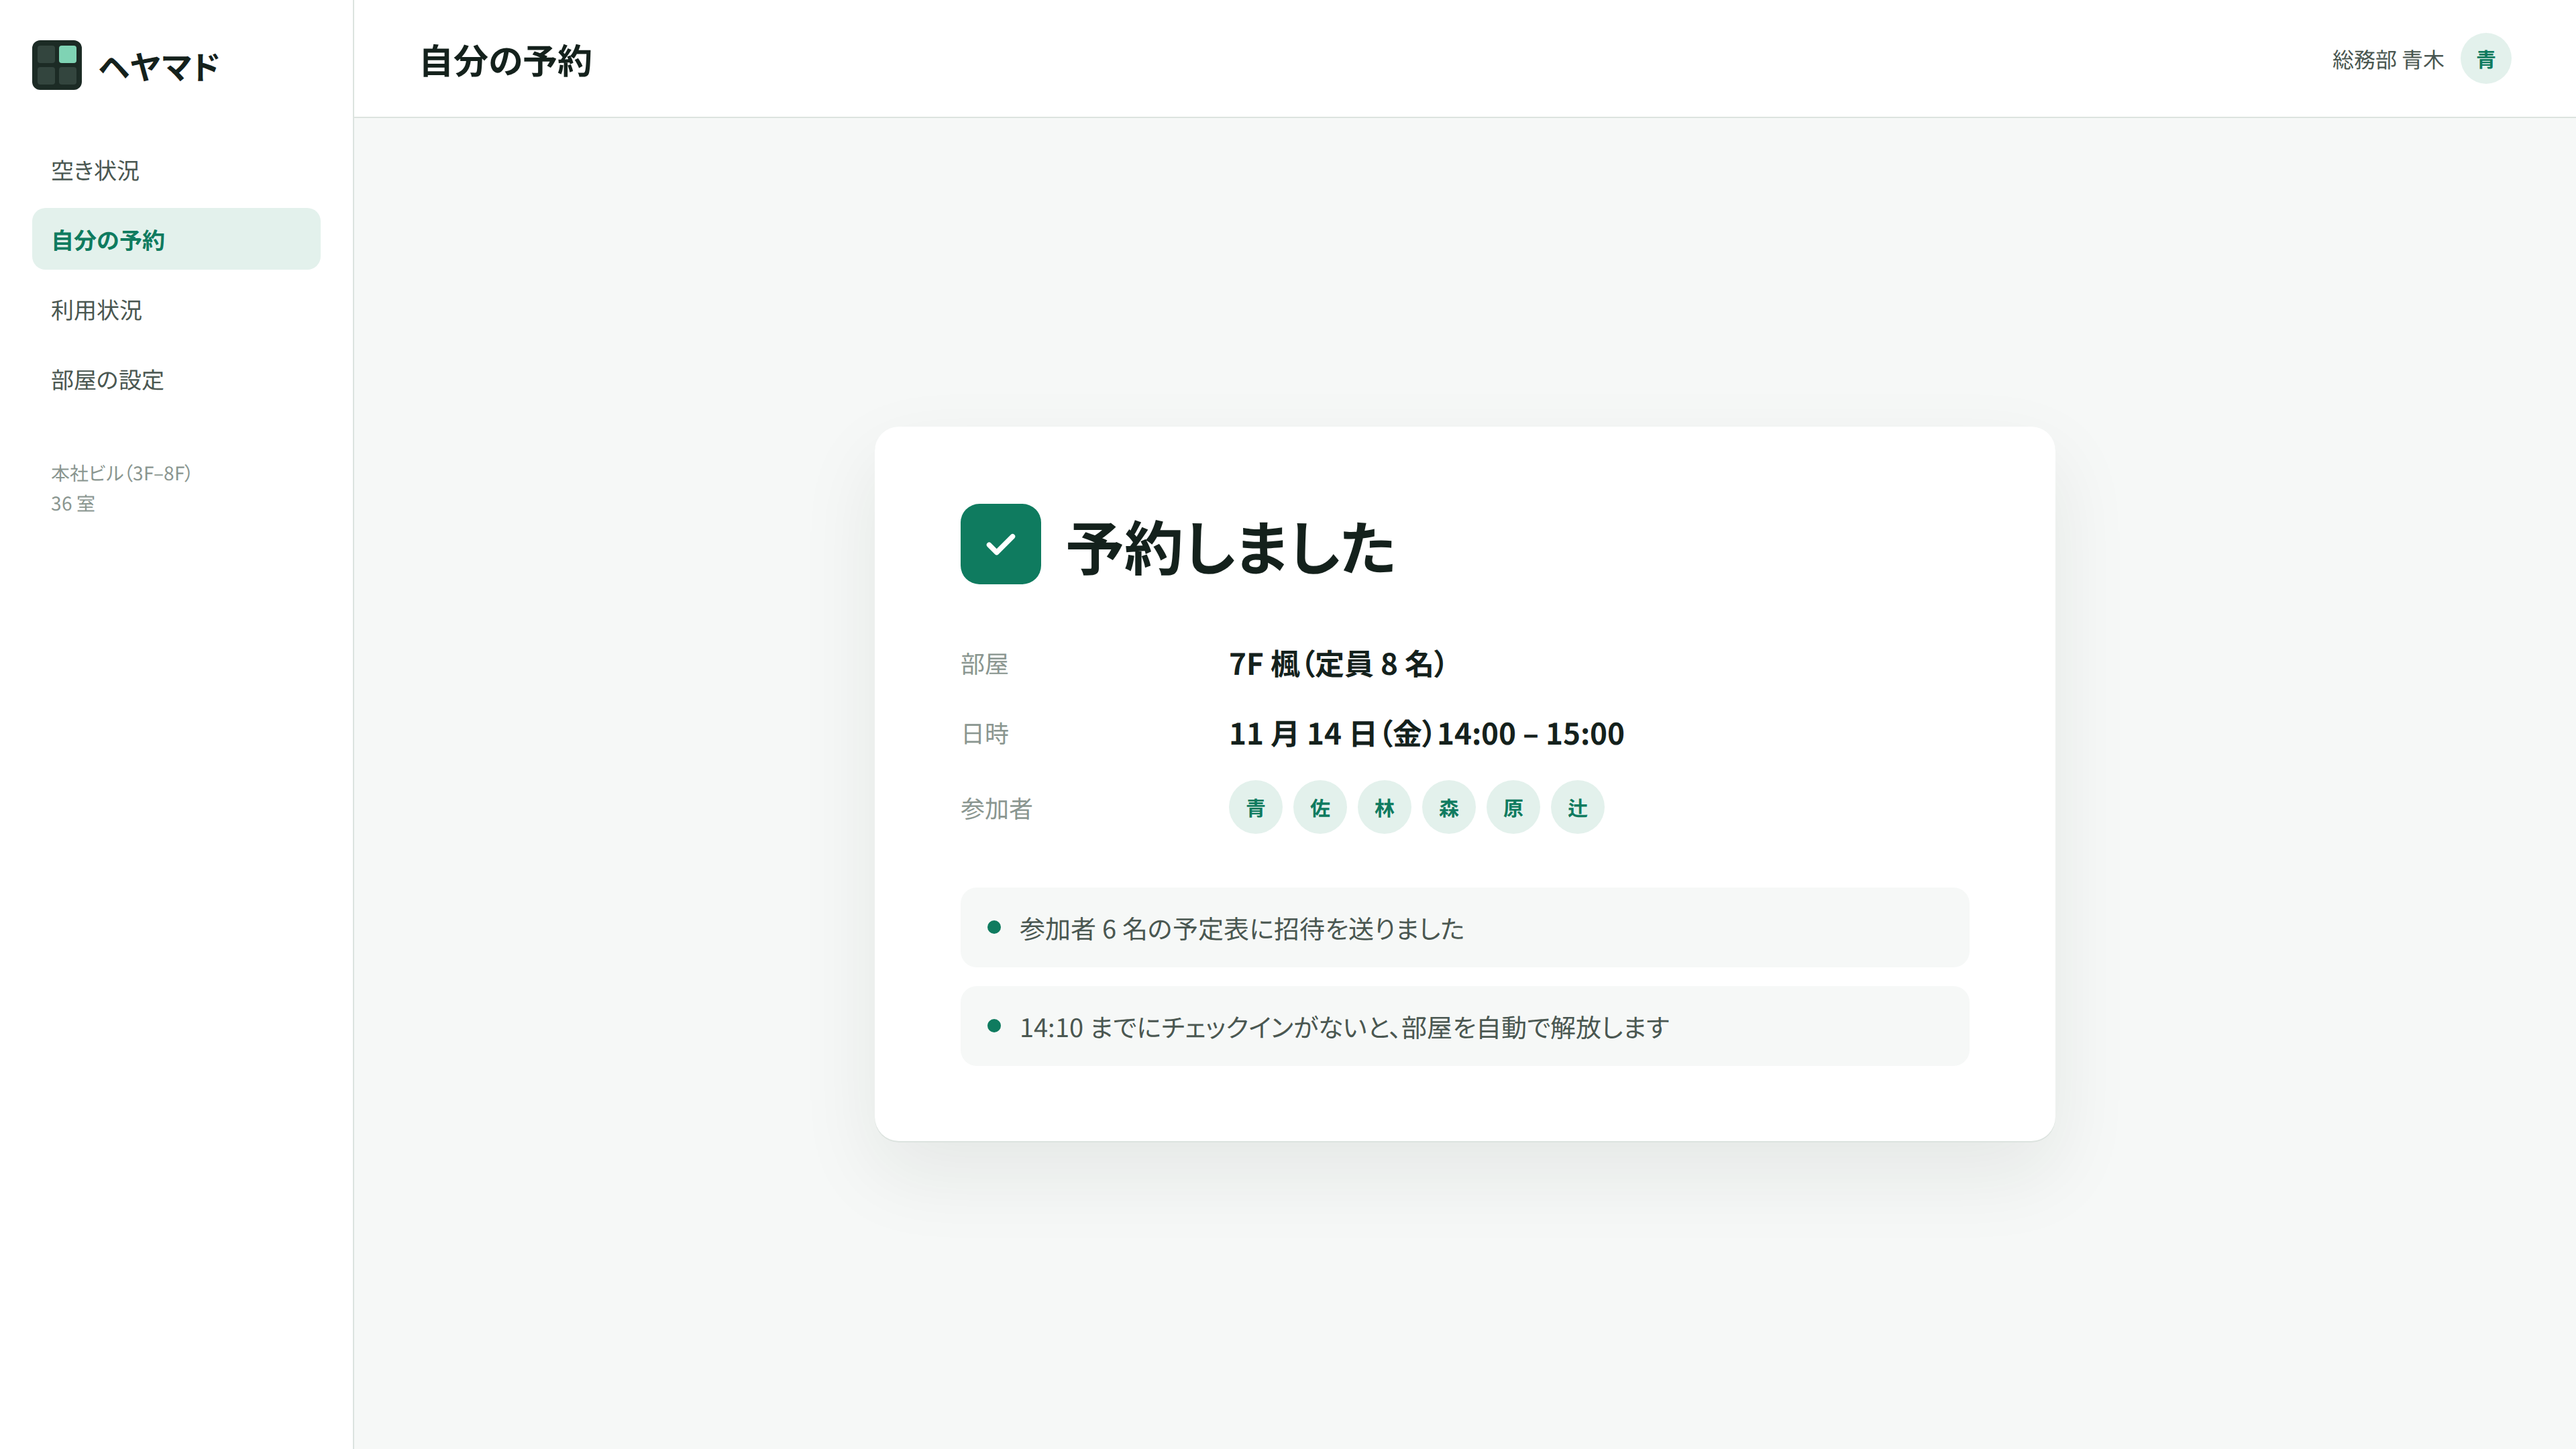 ヘヤマド
空き状況
自分の予約
利用状況
部屋の設定
本社ビル（3F–8F）
36 室
自分の予約
総務部 青木
青
予約しました
部屋
7F 楓（定員 8 名）
日時
11 月 14 日（金）14:00 – 15:00
参加者
青 佐 林 森 原 辻
参加者 6 名の予定表に招待を送りました
14:10 までにチェックインがないと、部屋を自動で解放します